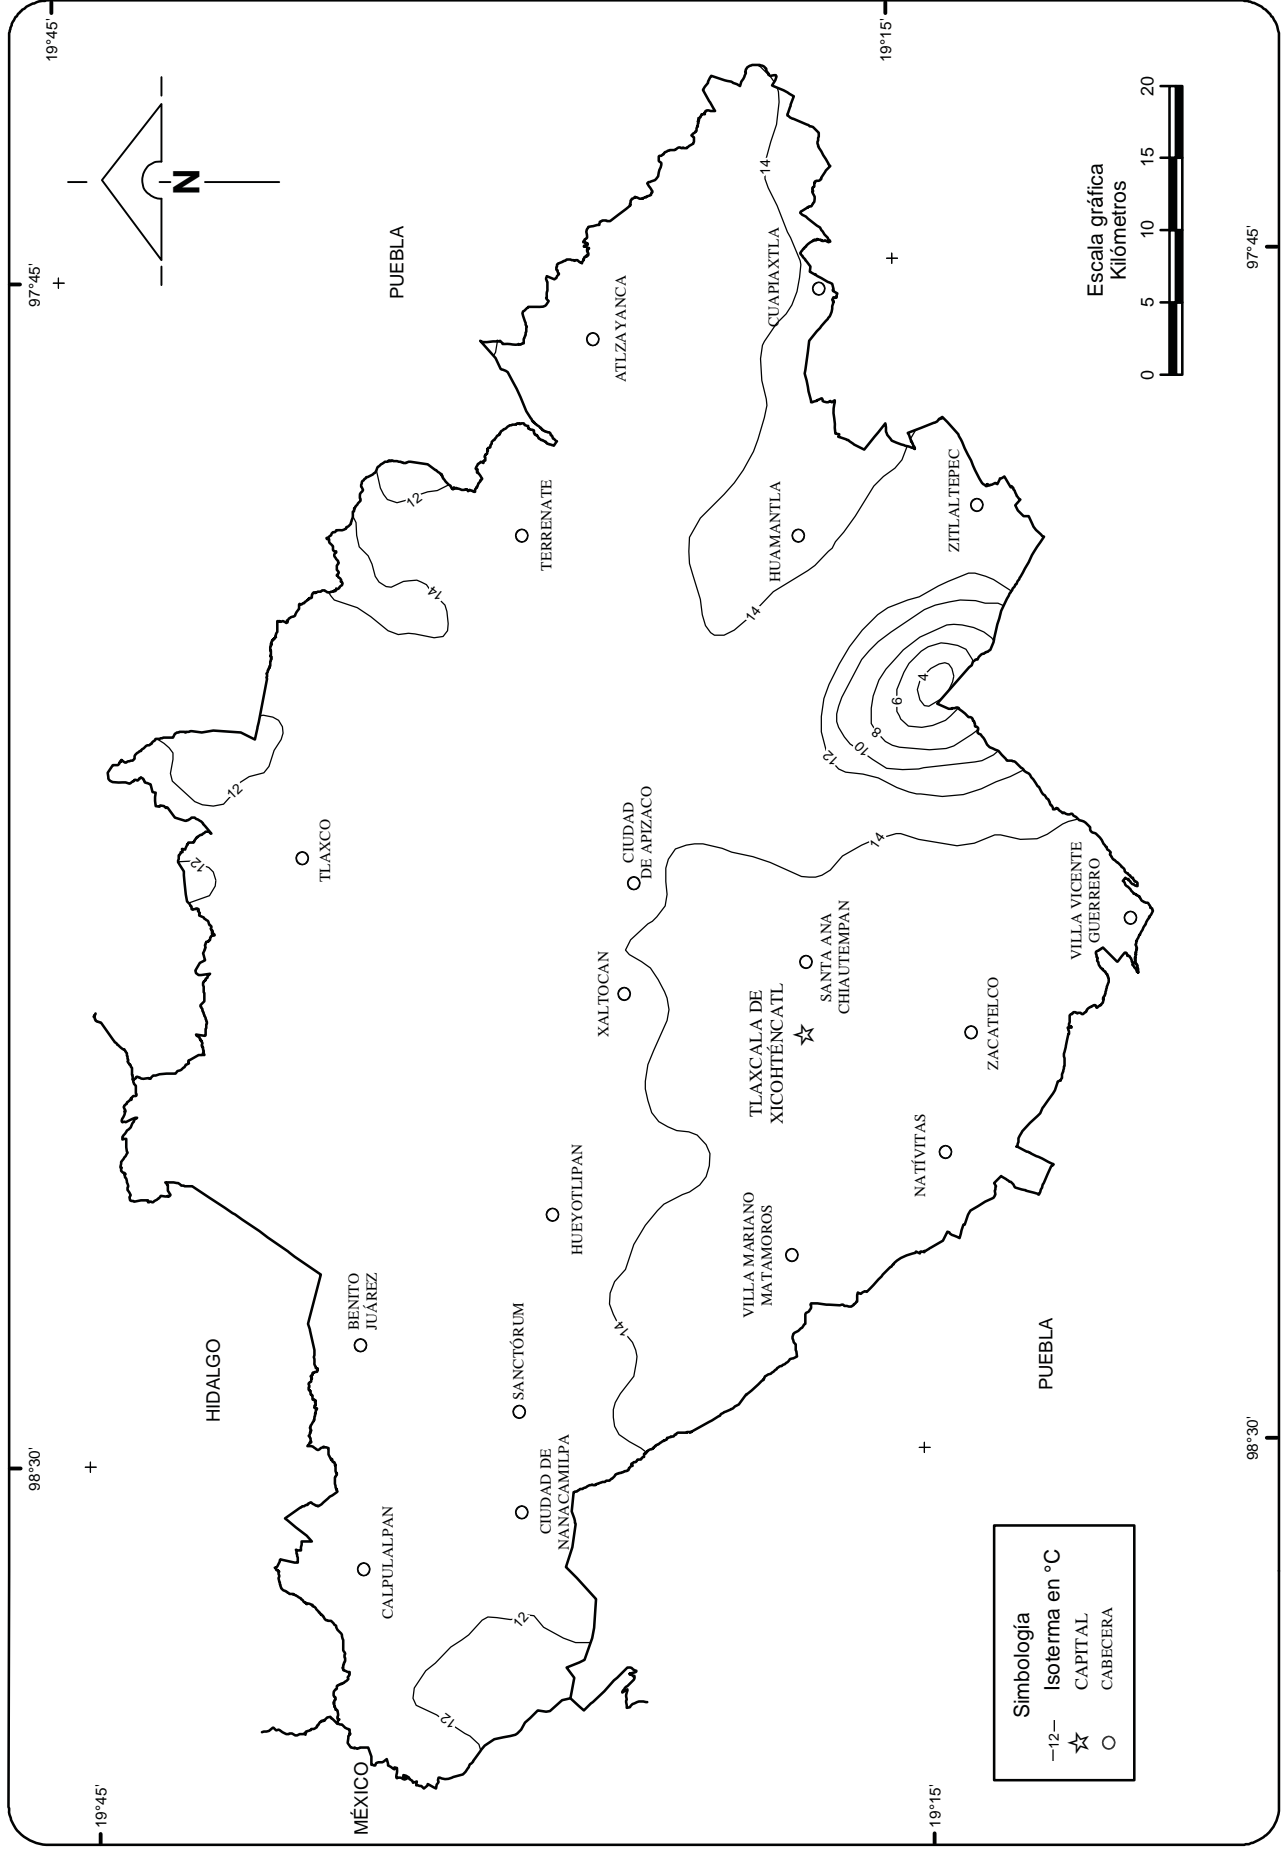 98°30'
97°45'
19°45'
19°45'
N
HIDALGO
PUEBLA
MÉXICO
12
12
TLAXCO
CALPULALPAN
BENITO
JUÁREZ
12
14
12
12
CIUDAD DE
NANACAMILPA
SANCTÓRUM
HUEYOTLIPAN
TERRENATE
ATLZAYANCA
14
XALTOCAN
CIUDAD
DE APIZACO
VILLA MARIANO
MATAMOROS
TLAXCALA DE
XICOHTÉNCATL
SANTA ANA
CHIAUTEMPAN
14
HUAMANTLA
CUAPIAXTLA
14
12
10
8
6
4
14
NATÍVITAS
ZACATELCO
ZITLALTEPEC
VILLA VICENTE
GUERRERO
PUEBLA
19°15'
19°15'
Simbología
12 Isoterma en °C
CAPITAL
CABECERA
Escala gráfica
Kilómetros
0 5 10 15 20
98°30'
97°45'